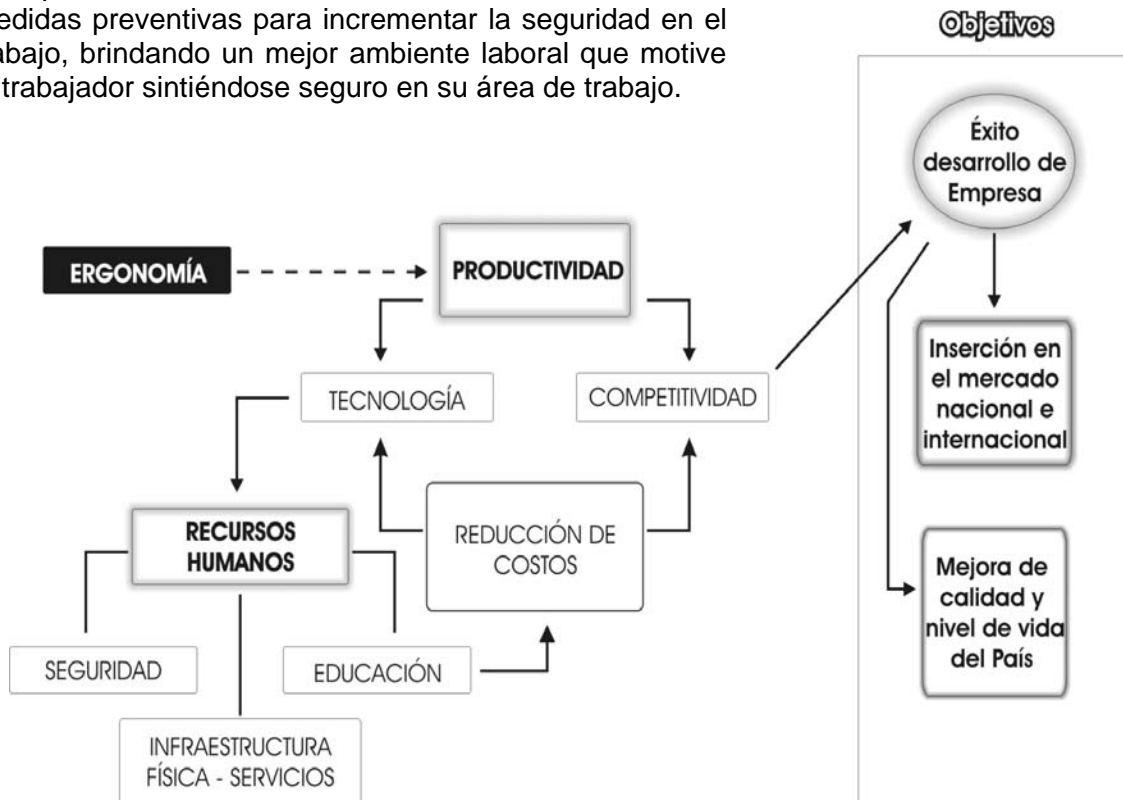 edidas preventivas para incrementar la seguridad en el
abajo, brindando un mejor ambiente laboral que motive
trabajador sintiéndose seguro en su área de trabajo.
Objetivos
Éxito
desarrollo de
Empresa
ERGONOMÍA
PRODUCTIVIDAD
Inserción en
el mercado
nacional e
internacional
TECNOLOGÍA
COMPETITIVIDAD
RECURSOS
HUMANOS
REDUCCIÓN DE
COSTOS
Mejora de
calidad y
nivel de vida
del País
SEGURIDAD
EDUCACIÓN
INFRAESTRUCTURA
FÍSICA - SERVICIOS